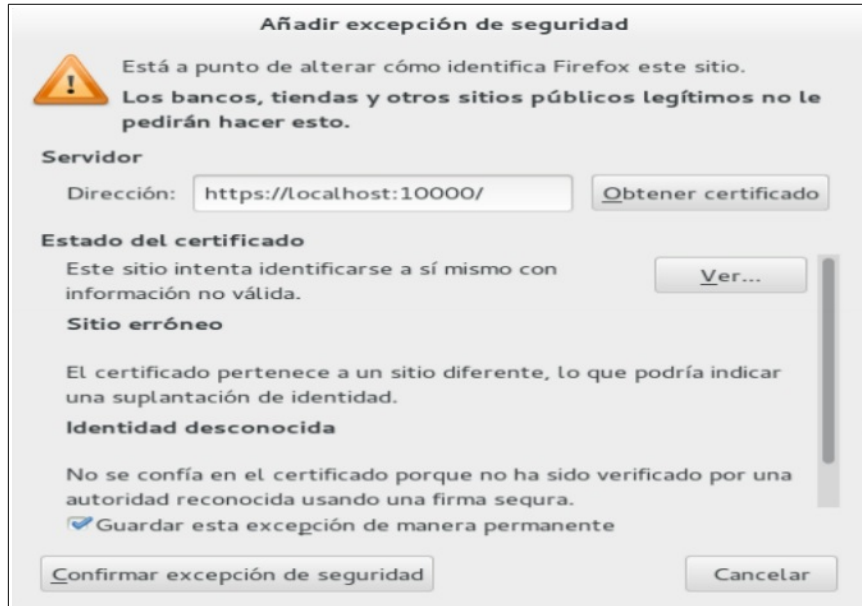 Añadir excepción de seguridad
Está a punto de alterar cómo identifica Firefox este sitio.
Los bancos, tiendas y otros sitios públicos legítimos no le
pedirán hacer esto.
Servidor
Dirección: https://localhost:10000/ Obtener certificado
Estado del certificado
Este sitio intenta identificarse a sí mismo con
información no válida.
Ver...
Sitio erróneo
El certificado pertenece a un sitio diferente, lo que podría indicar
una suplantación de identidad.
Identidad desconocida
No se confía en el certificado porque no ha sido verificado por una
autoridad reconocida usando una firma segura.
Guardar esta excepción de manera permanente
Confirmar excepción de seguridad Cancelar